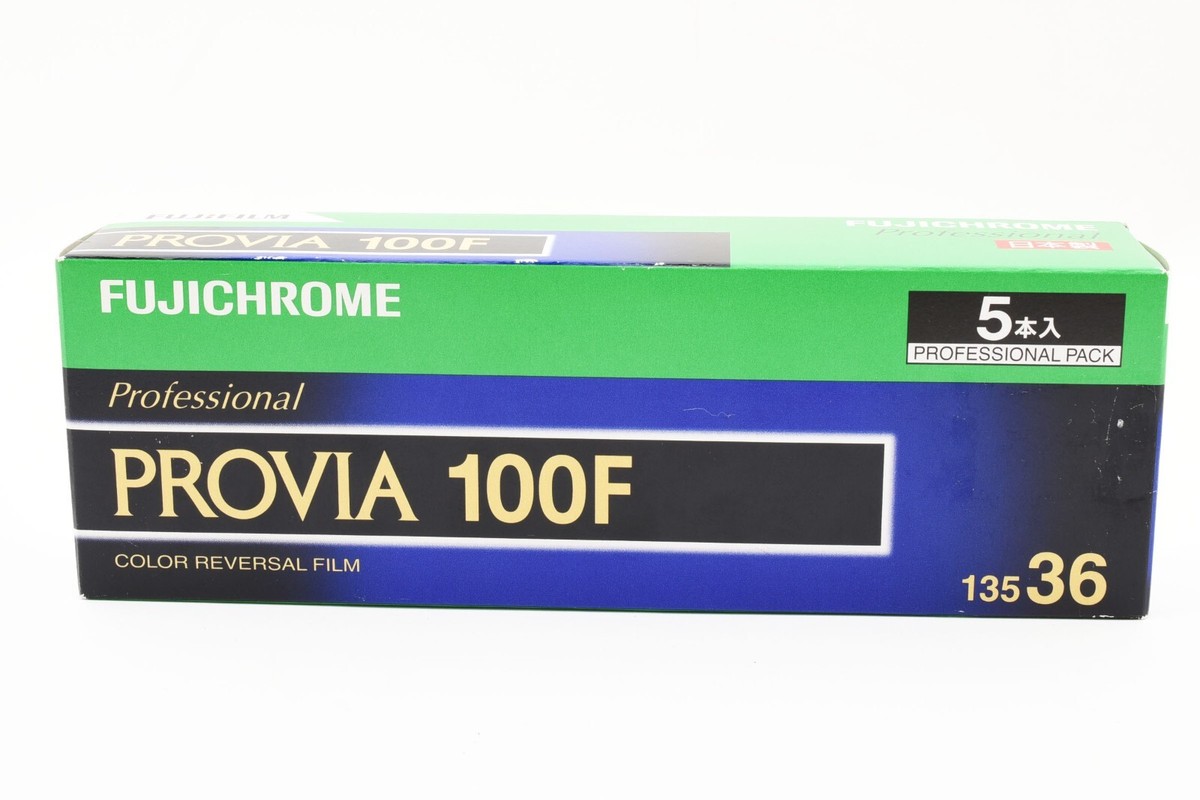 FUJIFILM
PROVIA 100F
FUJICHROME
Professional
日本製
FUJICHROME
5本入
PROFESSIONAL PACK
Professional
PROVIA 100F
COLOR REVERSAL FILM
135 36